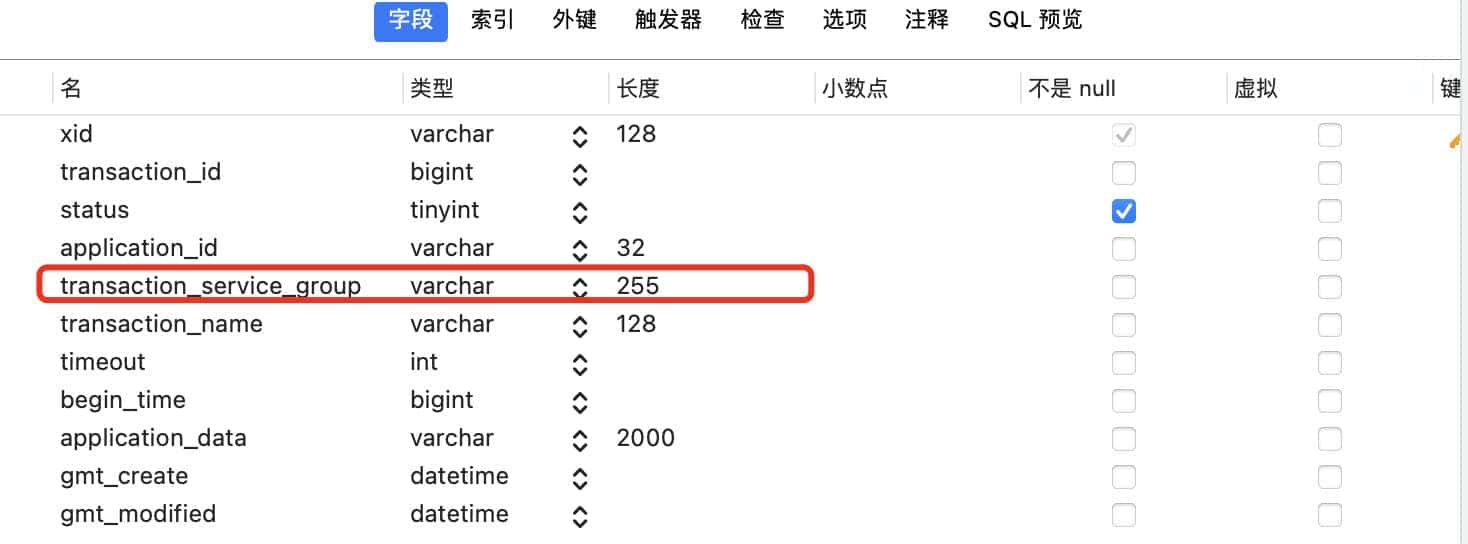 字段 索引 外键 触发器 检查 选项 注释 SQL 预览
名 类型 长度 小数点 不是 null 虚拟 键
xid varchar 128
transaction_id bigint
status tinyint
application_id varchar 32
transaction_service_group varchar 255
transaction_name varchar 128
timeout int
begin_time bigint
application_data varchar 2000
gmt_create datetime
gmt_modified datetime